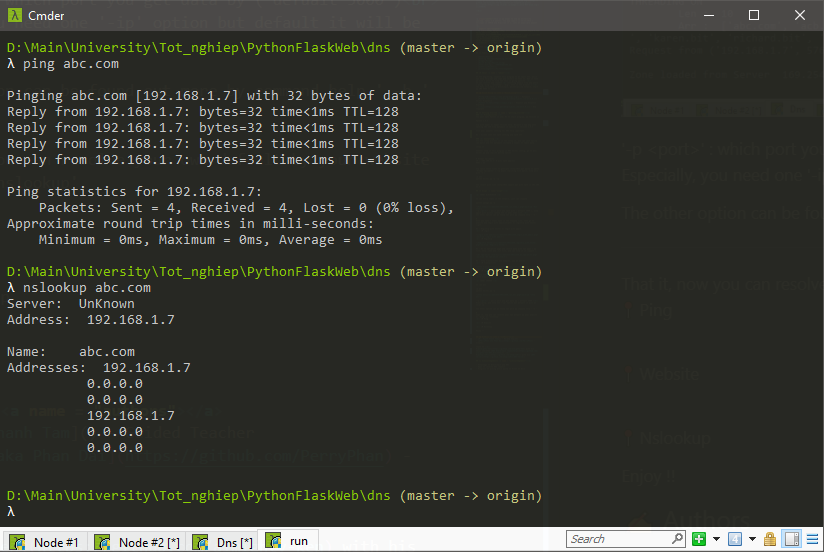 Cmder
D:\Main\University\Tot_nghiep\PythonFlaskWeb\dns (master -> origin)
λ ping abc.com
Pinging abc.com [192.168.1.7] with 32 bytes of data:
Reply from 192.168.1.7: bytes=32 time<1ms TTL=128
Reply from 192.168.1.7: bytes=32 time<1ms TTL=128
Reply from 192.168.1.7: bytes=32 time<1ms TTL=128
Reply from 192.168.1.7: bytes=32 time<1ms TTL=128
Ping statistics for 192.168.1.7:
Packets: Sent = 4, Received = 4, Lost = 0 (0% loss),
Approximate round trip times in milli-seconds:
Minimum = 0ms, Maximum = 0ms, Average = 0ms
D:\Main\University\Tot_nghiep\PythonFlaskWeb\dns (master -> origin)
λ nslookup abc.com
Server:  UnKnown
Address:  192.168.1.7
Name:    abc.com
Addresses:  192.168.1.7
0.0.0.0
0.0.0.0
192.168.1.7
0.0.0.0
0.0.0.0
D:\Main\University\Tot_nghiep\PythonFlaskWeb\dns (master -> origin)
λ
Node #1 Node #2 [*] Dns [*] run Search